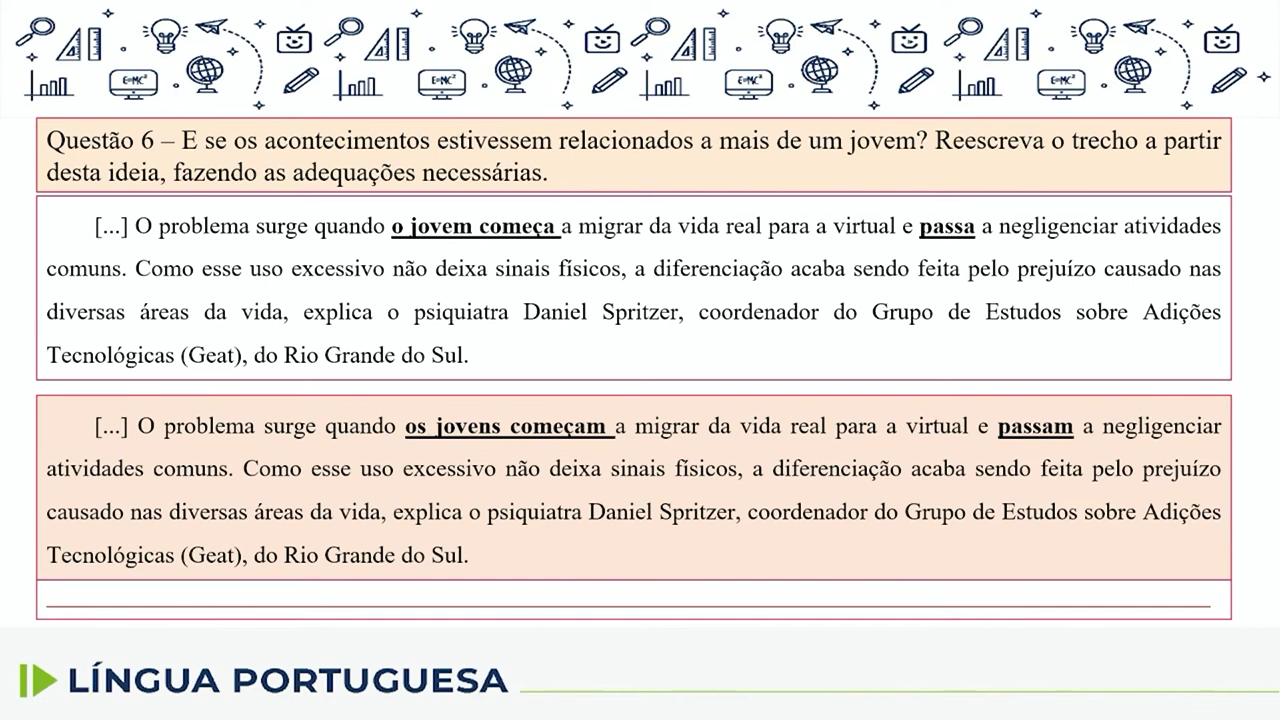 E=MC²
E=MC²
E=MC²
E=MC²
Questão 6 – E se os acontecimentos estivessem relacionados a mais de um jovem? Reescreva o trecho a partir
desta ideia, fazendo as adequações necessárias.
[...] O problema surge quando o jovem começa a migrar da vida real para a virtual e passa a negligenciar atividades
comuns. Como esse uso excessivo não deixa sinais físicos, a diferenciação acaba sendo feita pelo prejuízo causado nas
diversas áreas da vida, explica o psiquiatra Daniel Spritzer, coordenador do Grupo de Estudos sobre Adições
Tecnológicas (Geat), do Rio Grande do Sul.
[...] O problema surge quando os jovens começam a migrar da vida real para a virtual e passam a negligenciar
atividades comuns. Como esse uso excessivo não deixa sinais físicos, a diferenciação acaba sendo feita pelo prejuízo
causado nas diversas áreas da vida, explica o psiquiatra Daniel Spritzer, coordenador do Grupo de Estudos sobre Adições
Tecnológicas (Geat), do Rio Grande do Sul.
LÍNGUA PORTUGUESA